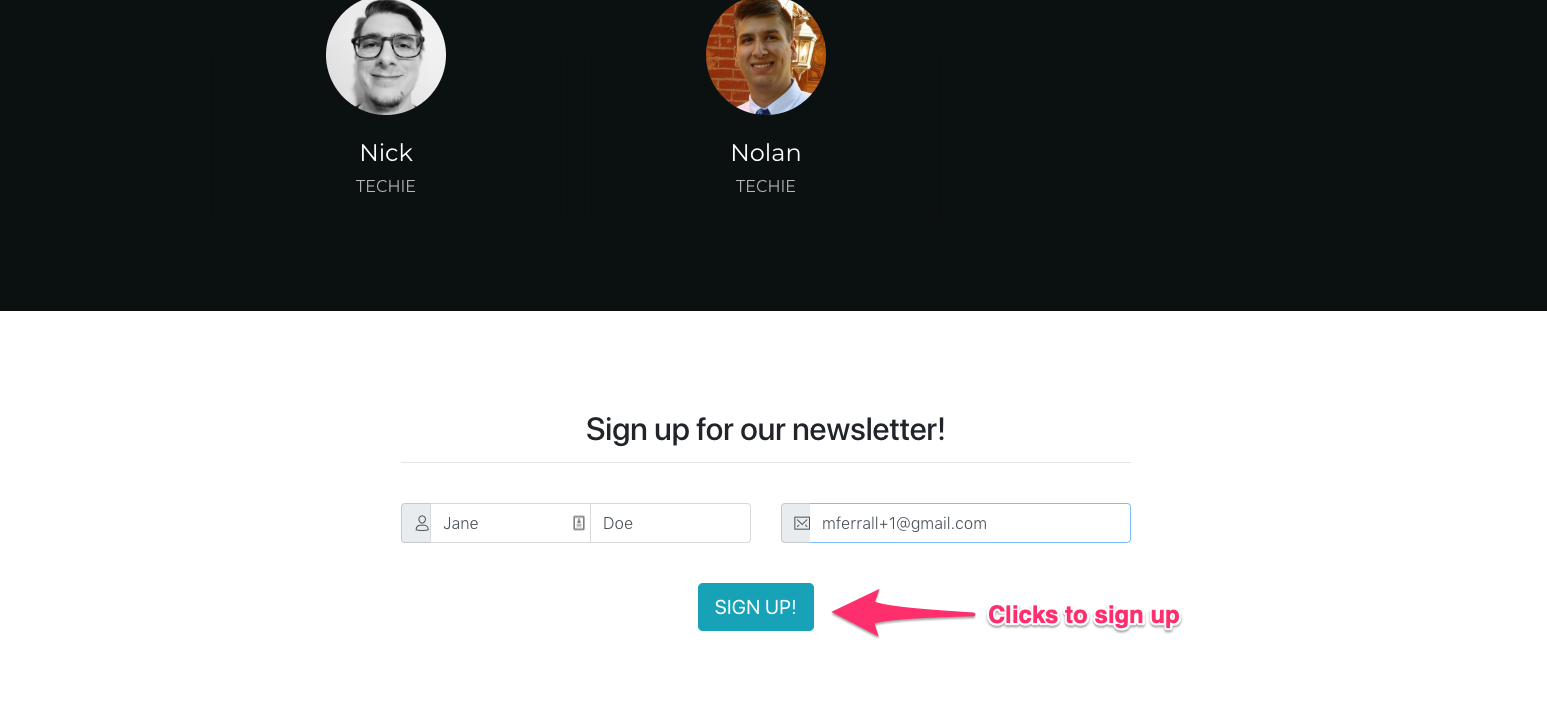 Nick
Nolan
TECHIE
TECHIE
Sign up for our newsletter!
Jane
Doe
mferrall+1@gmail.com
SIGN UP!
Clicks to sign up